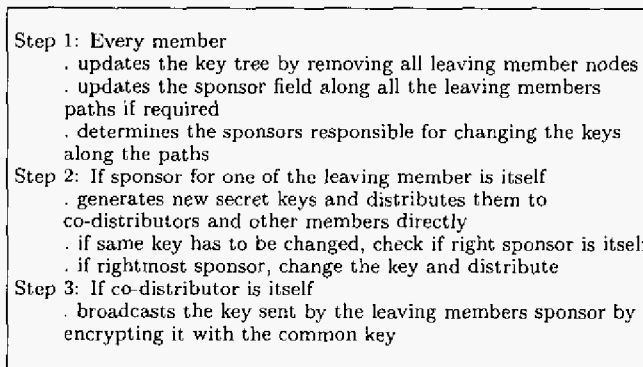 Step 1: Every member
. updates the key tree by removing all leaving member nodes
. updates the sponsor field along all the leaving members
paths if required
. determines the sponsors responsible for changing the keys
along the paths
Step 2: If sponsor for one of the leaving member is itself
. generates new secret keys and distributes them to
co-distributors and other members directly
. if same key has to be changed, check if right sponsor is itsel
. if rightmost sponsor, change the key and distribute
Step 3: If co-distributor is itself
. broadcasts the key sent by the leaving members sponsor by
encrypting it with the common key